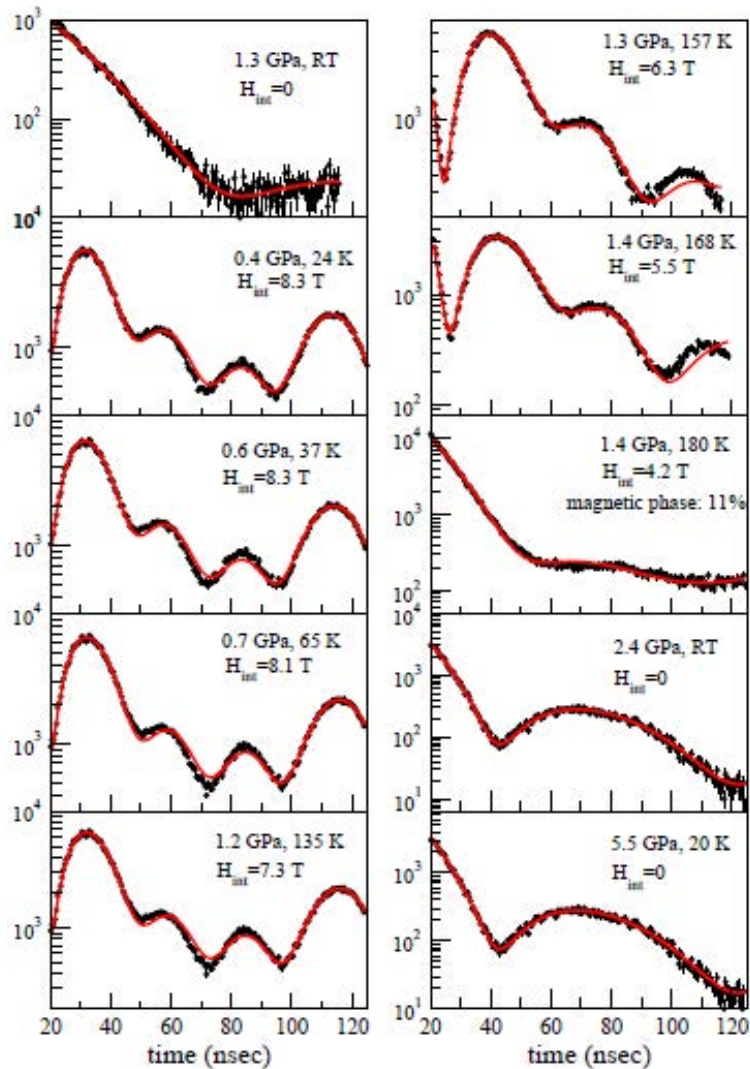 10^3
10^2
10^4
1.3 GPa, RT
H_int=0
10^3
10^4
0.4 GPa, 24 K
H_int=8.3 T
10^3
10^4
0.6 GPa, 37 K
H_int=8.3 T
10^3
10^4
0.7 GPa, 65 K
H_int=8.1 T
10^3
1.2 GPa, 135 K
H_int=7.3 T
20 40 60 80 100 120
time (nsec)
10^3
1.3 GPa, 157 K
H_int=6.3 T
10^3
10^2
1.4 GPa, 168 K
H_int=5.5 T
10^4
10^3
10^2
1.4 GPa, 180 K
H_int=4.2 T
magnetic phase: 11%
10^3
10^2
10^1
2.4 GPa, RT
H_int=0
10^3
10^2
10^1
5.5 GPa, 20 K
H_int=0
20 40 60 80 100 120
time (nsec)